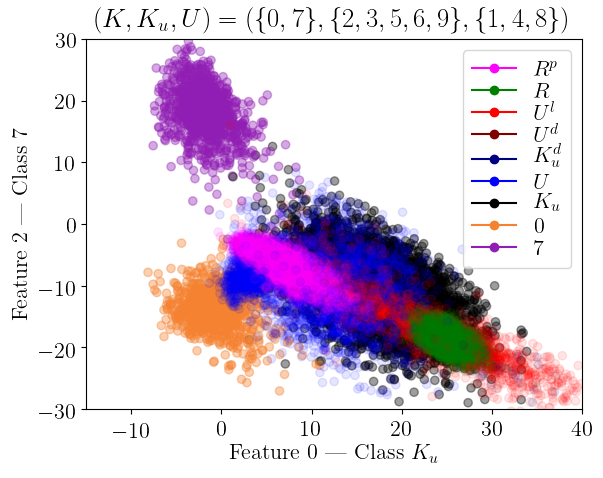 (K, K_u, U) = ({0, 7}, {2, 3, 5, 6, 9}, {1, 4, 8})
30
20
10
0
−10
−20
−30
Feature 2 — Class 7
R^p
R
U^l
U^d
K_u^d
U
K_u
0
7
−10
0
10
20
30
40
Feature 0 — Class K_u